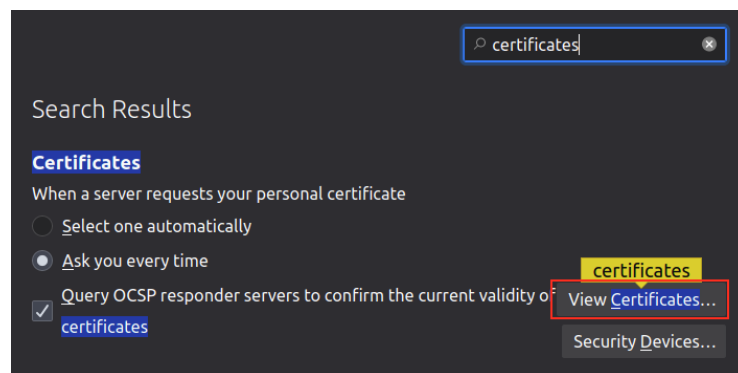 certificates
Search Results
Certificates
When a server requests your personal certificate
Select one automatically
Ask you every time
certificates
Query OCSP responder servers to confirm the current validity of
certificates
View Certificates...
Security Devices...